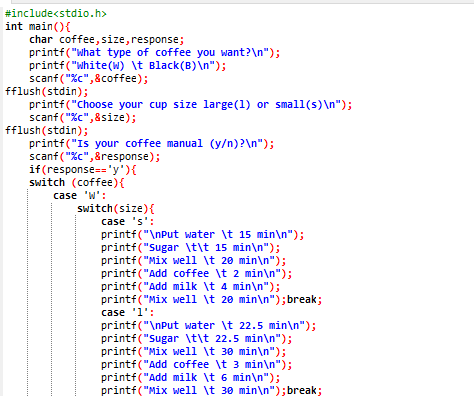 #include<stdio.h>
int main(){
char coffee,size,response;
printf("What type of coffee you want?\n");
printf("White(W) \t Black(B)\n");
scanf("%c",&coffee);
fflush(stdin);
printf("Choose your cup size large(l) or small(s)\n");
scanf("%c",&size);
fflush(stdin);
printf("Is your coffee manual (y/n)?\n");
scanf("%c",&response);
if(response=='y'){
switch (coffee){
case 'W':
switch(size){
case 's':
printf("\nPut water \t 15 min\n");
printf("Sugar \t\t 15 min\n");
printf("Mix well \t 20 min\n");
printf("Add coffee \t 2 min\n");
printf("Add milk \t 4 min\n");
printf("Mix well \t 20 min\n");break;
case 'l':
printf("\nPut water \t 22.5 min\n");
printf("Sugar \t\t 22.5 min\n");
printf("Mix well \t 30 min\n");
printf("Add coffee \t 3 min\n");
printf("Add milk \t 6 min\n");
printf("Mix well \t 30 min\n");break;